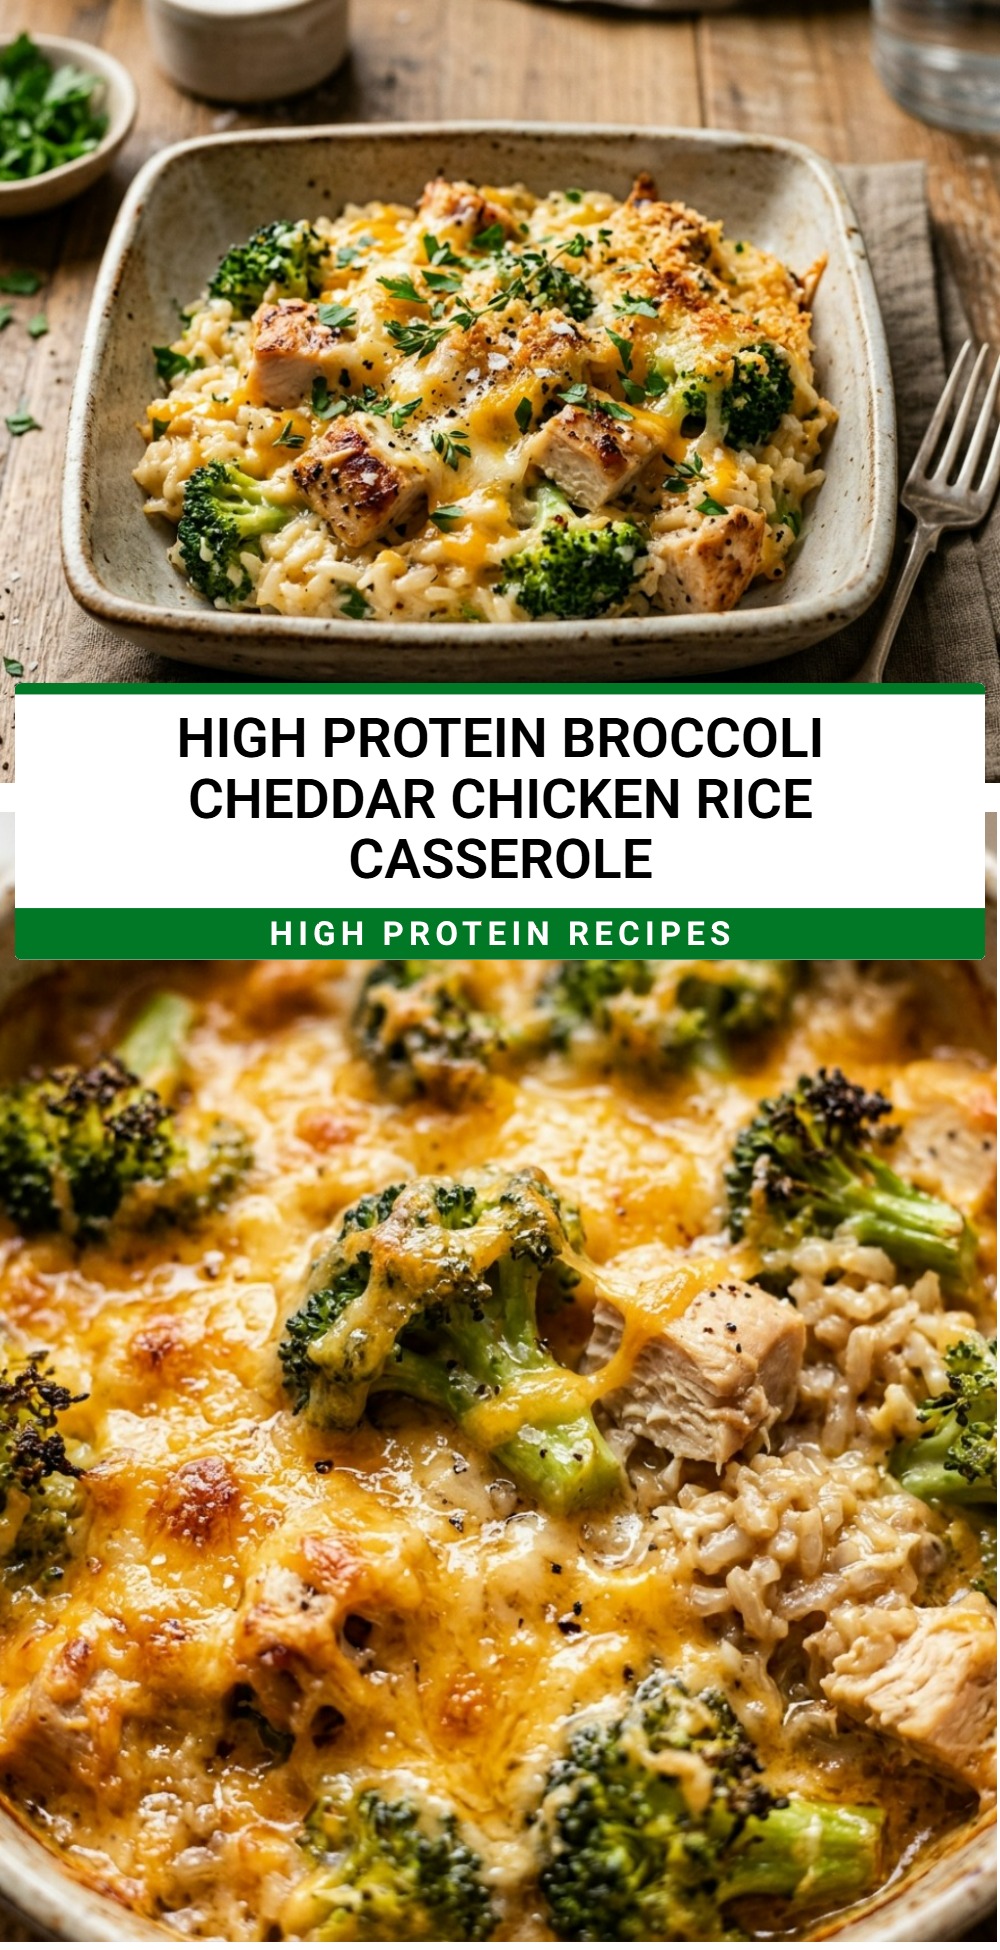 HIGH PROTEIN BROCCOLI
CHEDDAR CHICKEN RICE
CASSEROLE
HIGH PROTEIN RECIPES